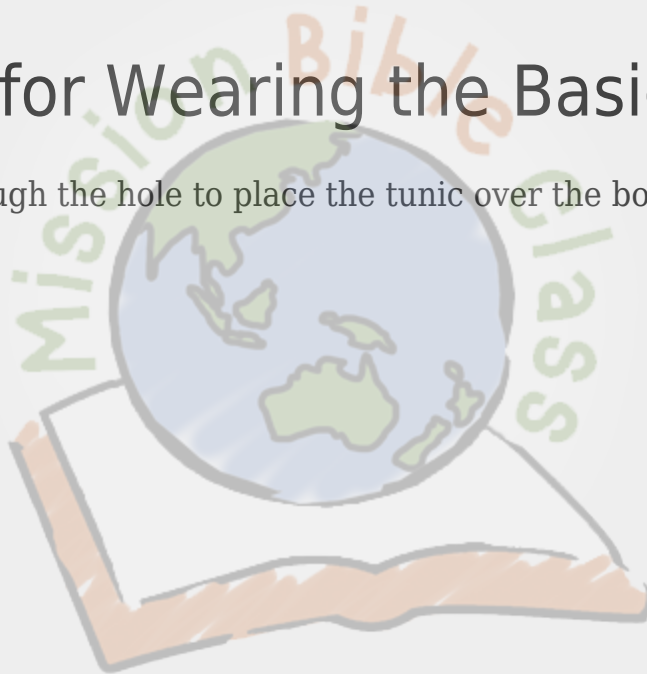 Mission Bible Class
for Wearing the Basi
ugh the hole to place the tunic over the bo